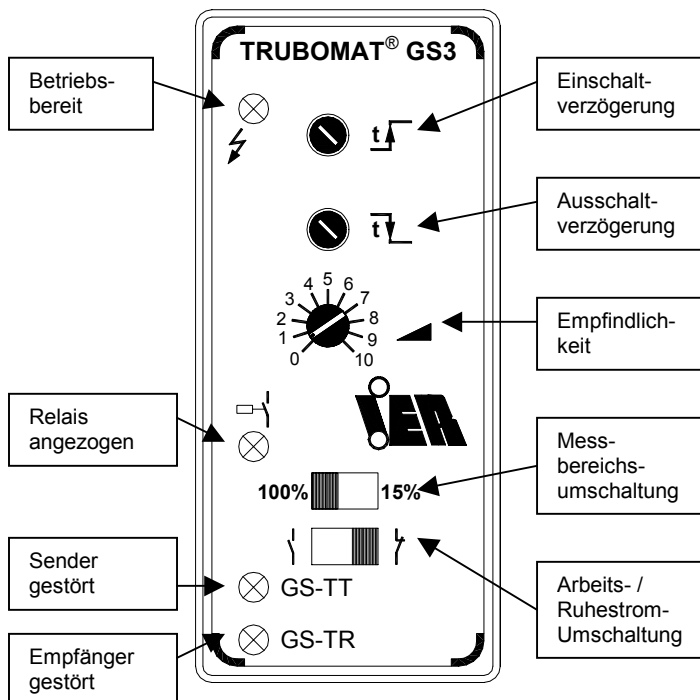 TRUBOMAT® GS3
Betriebs-
bereit
Einschalt-
verzögerung
t
Ausschalt-
verzögerung
t
0 1 2 3 4 5 6 7 8 9 10
Empfindlich-
keit
Relais
angezogen
iER
Mess-
bereichs-
umschaltung
100% 15%
Arbeits- /
Ruhestrom-
Umschaltung
Sender
gestört
GS-TT
Empfänger
gestört
GS-TR